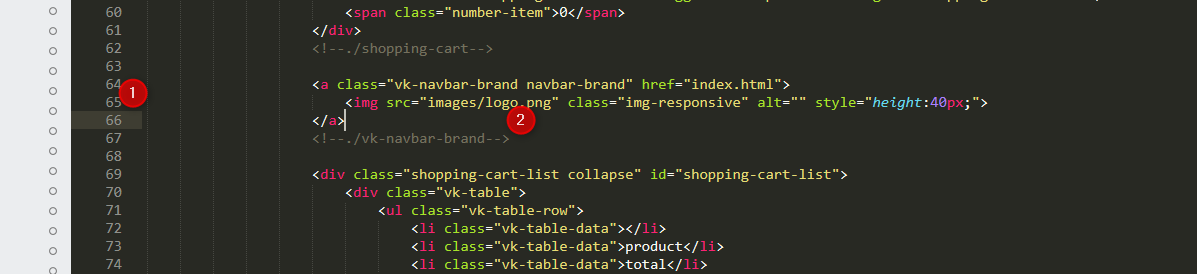 60 <span class="number-item">0</span>
61 </div>
62 <!--./shopping-cart-->
63
64 <a class="vk-navbar-brand navbar-brand" href="index.html">
1
65 <img src="images/logo.png" class="img-responsive" alt="" style="height:40px;">
66 </a>
2
67 <!--./vk-navbar-brand-->
68
69 <div class="shopping-cart-list collapse" id="shopping-cart-list">
70 <div class="vk-table">
71 <ul class="vk-table-row">
72 <li class="vk-table-data"></li>
73 <li class="vk-table-data">product</li>
74 <li class="vk-table-data">total</li>